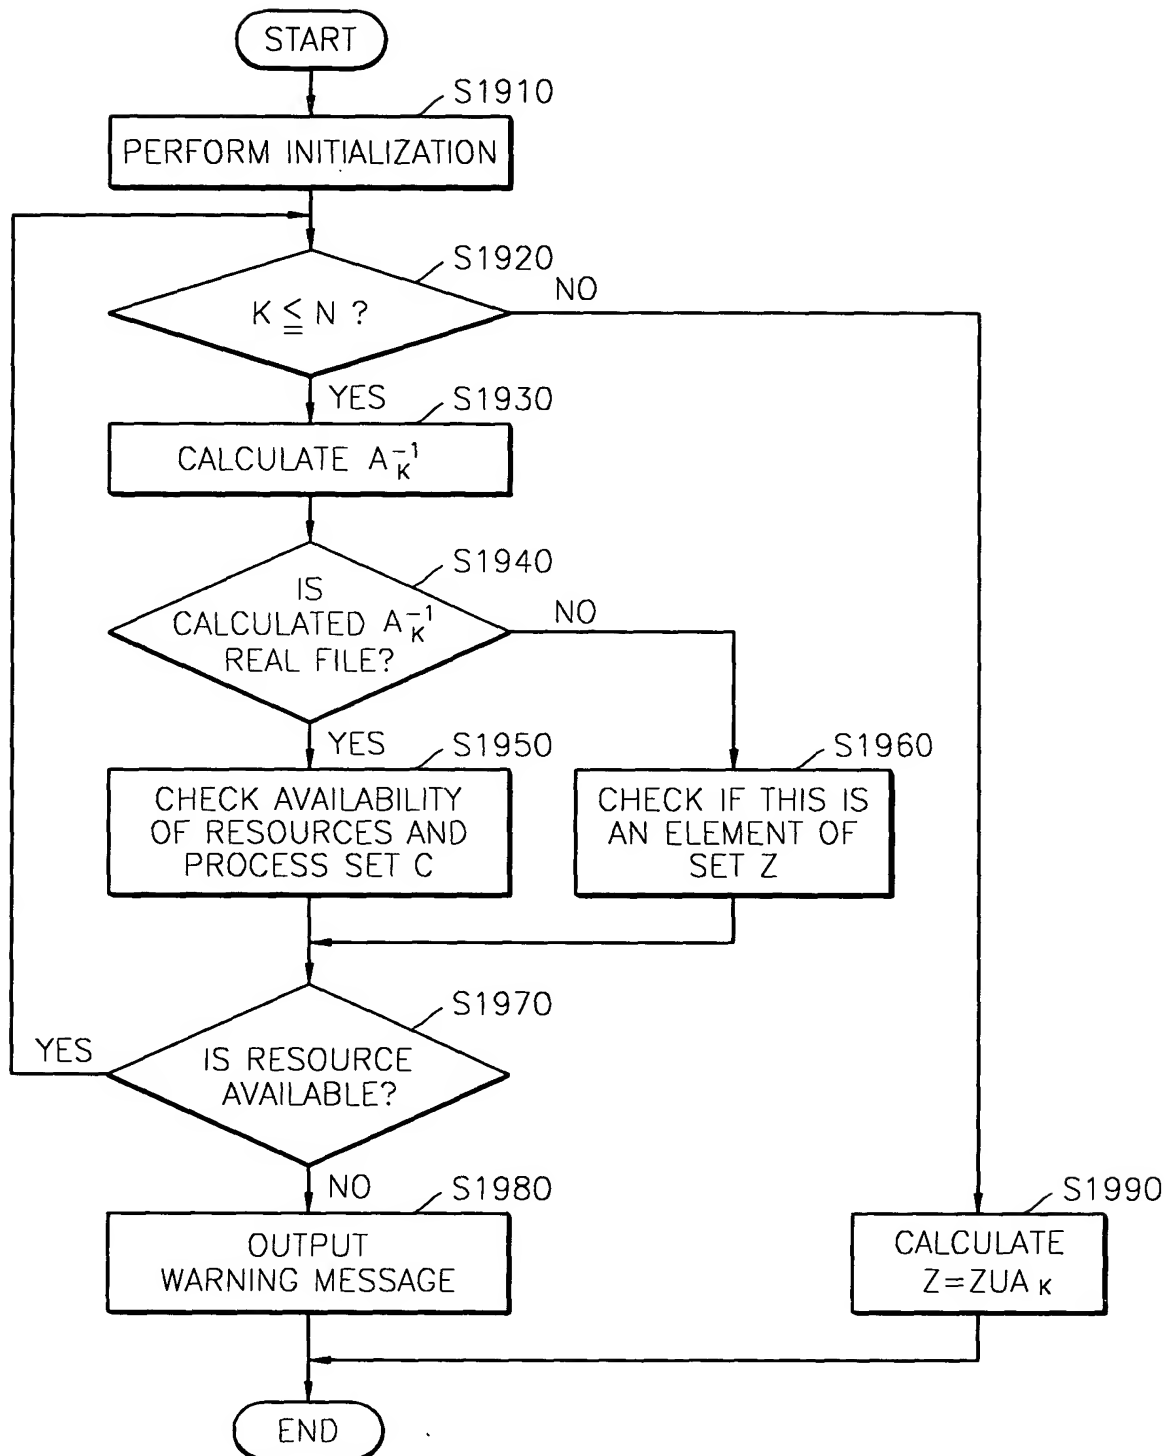 START
S1910
PERFORM INITIALIZATION
S1920
K ≦ N ?
NO
YES
S1930
CALCULATE A_K^-1
S1940
IS
CALCULATED A_K^-1
REAL FILE?
NO
YES
S1950
CHECK AVAILABILITY
OF RESOURCES AND
PROCESS SET C
S1960
CHECK IF THIS IS
AN ELEMENT OF
SET Z
S1970
YES
IS RESOURCE
AVAILABLE?
NO
S1980
OUTPUT
WARNING MESSAGE
S1990
CALCULATE
Z=ZUA K
END